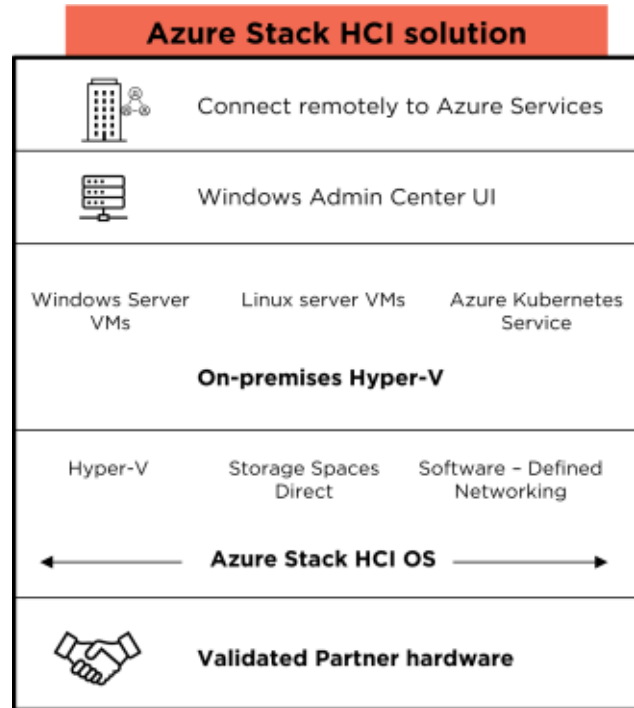 Azure Stack HCI solution
Connect remotely to Azure Services
Windows Admin Center UI
Windows Server
VMs
Linux server VMs
Azure Kubernetes
Service
On-premises Hyper-V
Hyper-V
Storage Spaces
Direct
Software – Defined
Networking
Azure Stack HCI OS
Validated Partner hardware